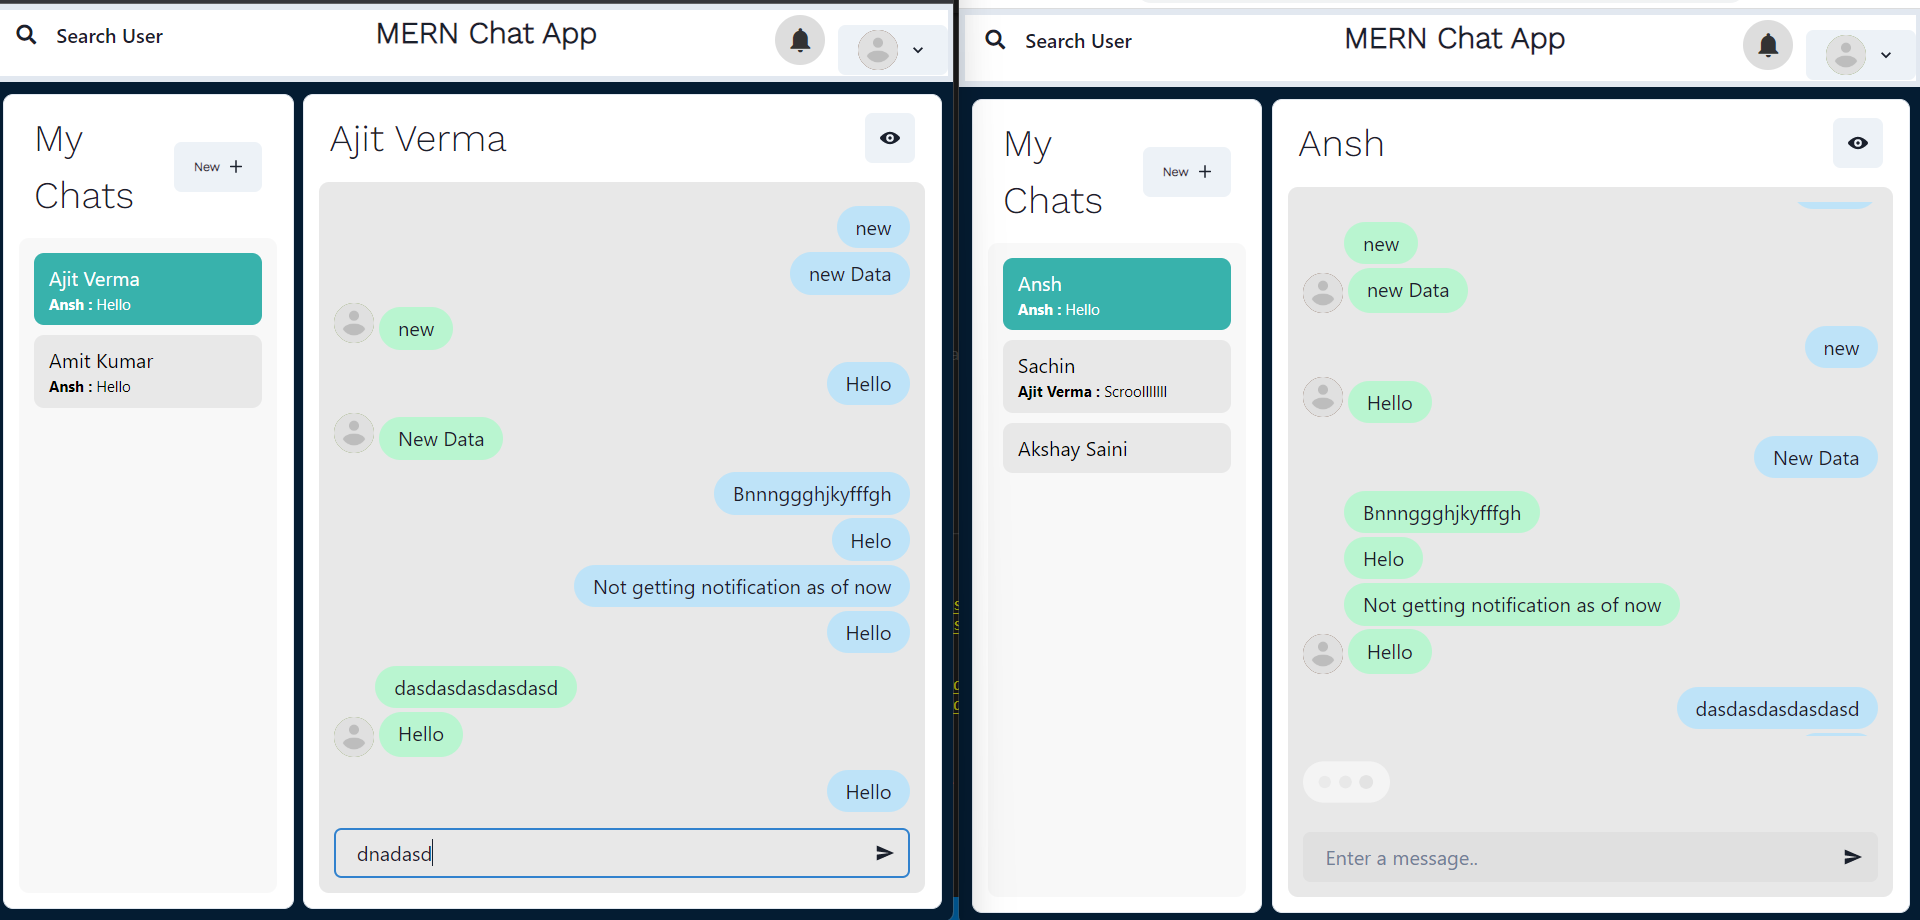 Search User
MERN Chat App
My
Chats
New
Ajit Verma
Ansh : Hello
Amit Kumar
Ansh : Hello
Ajit Verma
new
new Data
new
Hello
New Data
Bnnnggghjkyfffgh
Helo
Not getting notification as of now
Hello
dasdasdasdasdasd
Hello
Hello
dnadasd
Search User
MERN Chat App
My
Chats
New
Ansh
Ansh : Hello
Sachin
Ajit Verma : Scroolllllll
Akshay Saini
Ansh
new
new Data
new
Hello
New Data
Bnnnggghjkyfffgh
Helo
Not getting notification as of now
Hello
dasdasdasdasdasd
Enter a message..